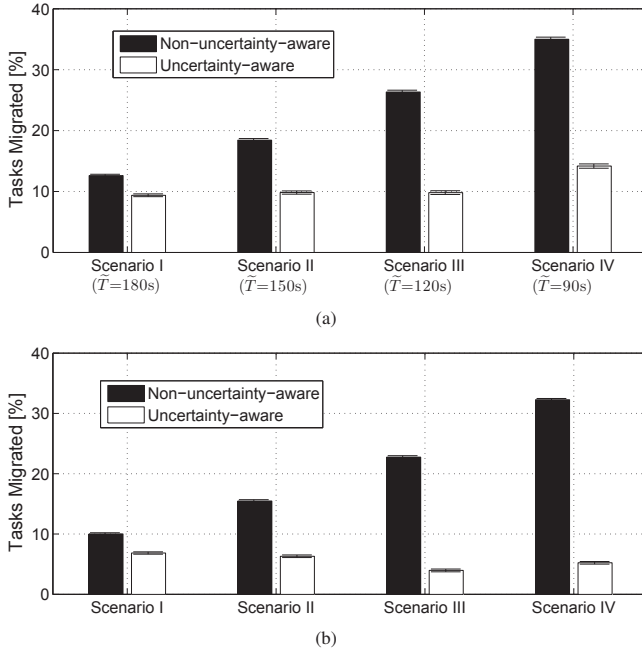 40
30
20
10
0
Tasks Migrated [%]
Non−uncertainty−aware
Uncertainty−aware
Scenario I Scenario II Scenario III Scenario IV
(T̃=180s) (T̃=150s) (T̃=120s) (T̃=90s)
(a)
40
30
20
10
0
Tasks Migrated [%]
Non−uncertainty−aware
Uncertainty−aware
Scenario I Scenario II Scenario III Scenario IV
(b)